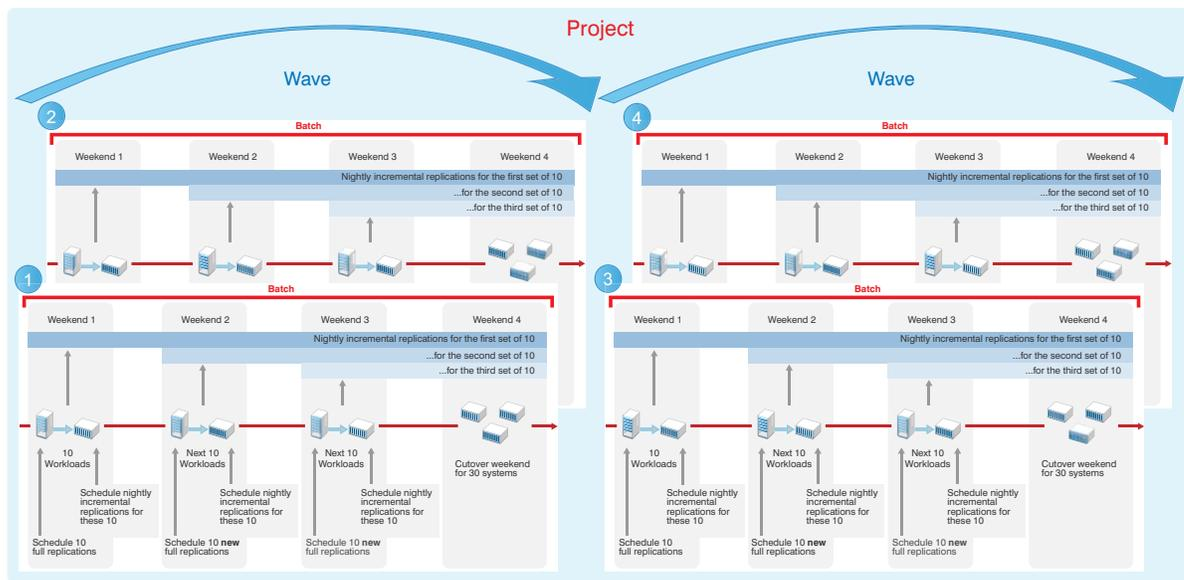 Project
Wave
Wave
2
Batch
Weekend 1
Weekend 2
Weekend 3
Weekend 4
Nightly incremental replications for the first set of 10
...for the second set of 10
...for the third set of 10
4
Batch
Weekend 1
Weekend 2
Weekend 3
Weekend 4
Nightly incremental replications for the first set of 10
...for the second set of 10
...for the third set of 10
1
Batch
Weekend 1
Weekend 2
Weekend 3
Weekend 4
Nightly incremental replications for the first set of 10
...for the second set of 10
...for the third set of 10
10
Workloads
Next 10
Workloads
Next 10
Workloads
Cutover weekend
for 30 systems
Schedule nightly
incremental
replications for
these 10
Schedule nightly
incremental
replications for
these 10
Schedule nightly
incremental
replications for
these 10
Schedule 10
full replications
Schedule 10 new
full replications
Schedule 10 new
full replications
3
Batch
Weekend 1
Weekend 2
Weekend 3
Weekend 4
Nightly incremental replications for the first set of 10
...for the second set of 10
...for the third set of 10
10
Workloads
Next 10
Workloads
Next 10
Workloads
Cutover weekend
for 30 systems
Schedule nightly
incremental
replications for
these 10
Schedule nightly
incremental
replications for
these 10
Schedule nightly
incremental
replications for
these 10
Schedule 10
full replications
Schedule 10 new
full replications
Schedule 10 new
full replications